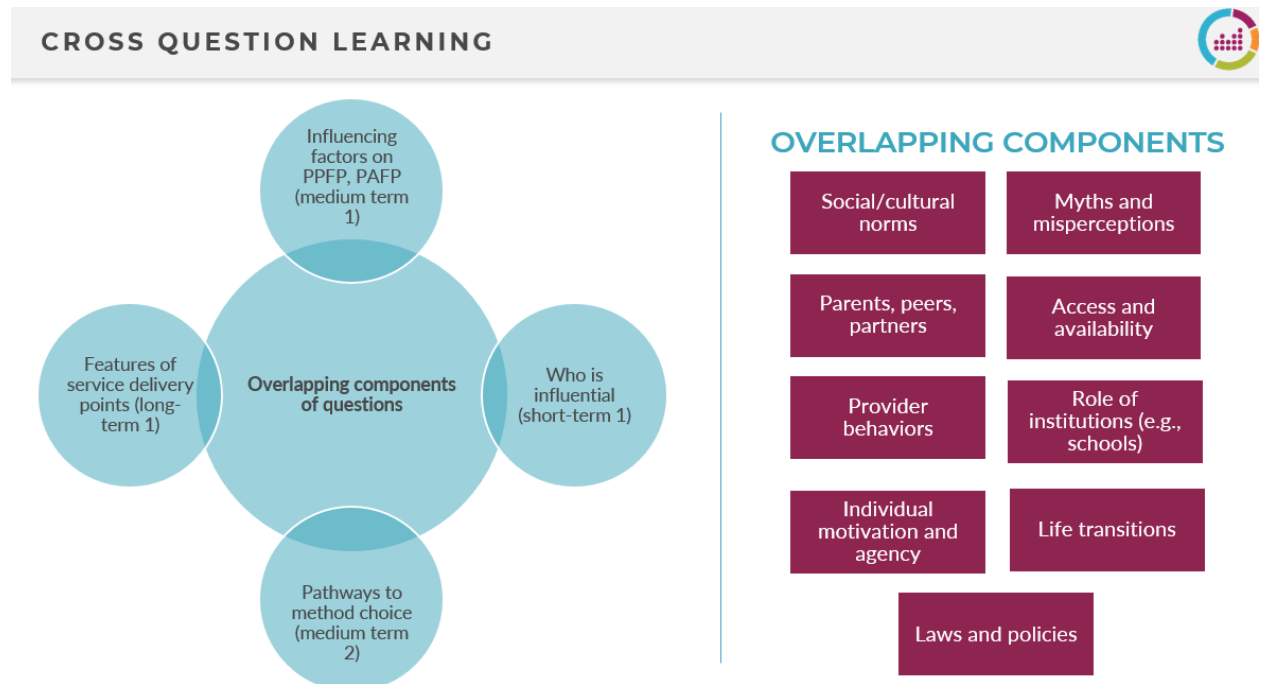 CROSS QUESTION LEARNING
Influencing
factors on
PPFP, PAFP
(medium term
1)
Features of
service delivery
points (long-
term 1)
Overlapping components
of questions
Who is
influential
(short-term 1)
Pathways to
method choice
(medium term
2)
OVERLAPPING COMPONENTS
Social/cultural
norms
Myths and
misperceptions
Parents, peers,
partners
Access and
availability
Provider
behaviors
Role of
institutions (e.g.,
schools)
Individual
motivation and
agency
Life transitions
Laws and policies